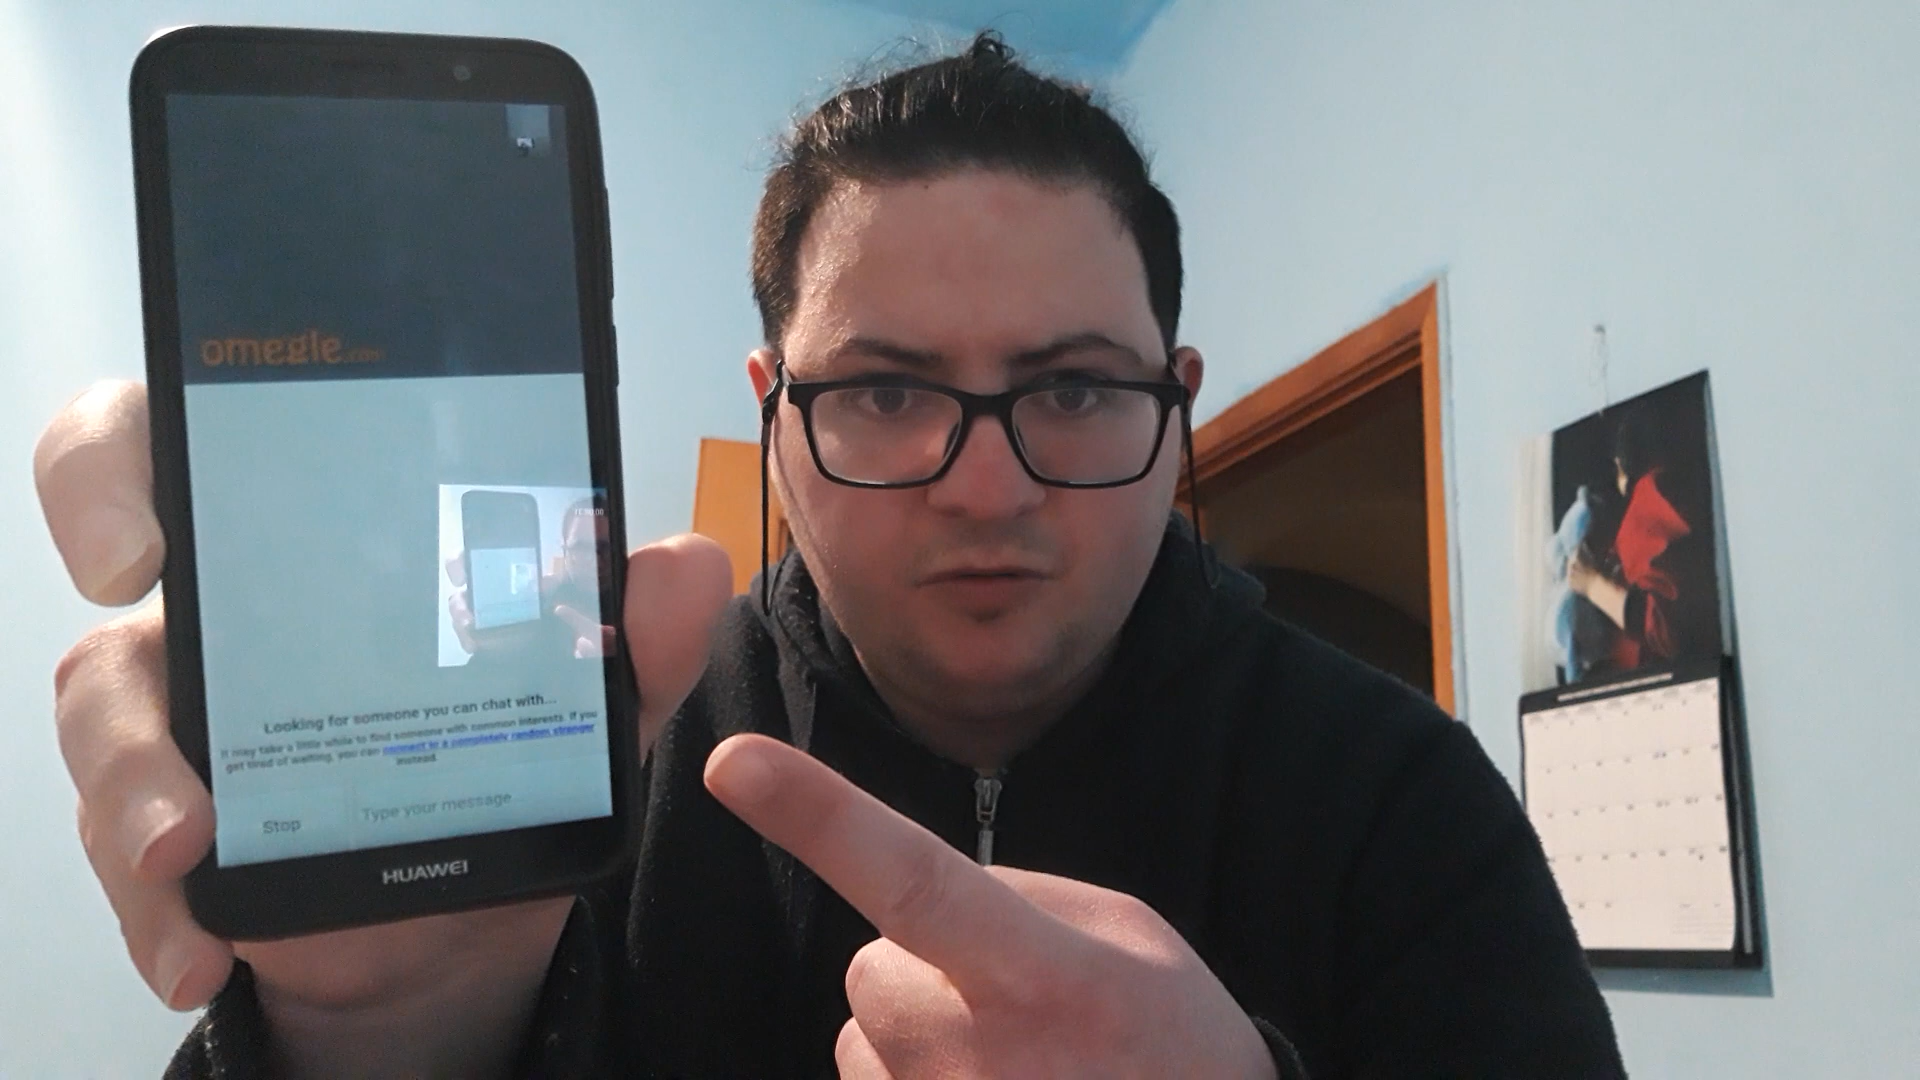 omegle.com
Looking for someone you can chat with...
It may take a little while to find someone with common interests. If you
get tired of waiting, you can connect to a completely random stranger
instead.
Stop
Type your message...
HUAWEI